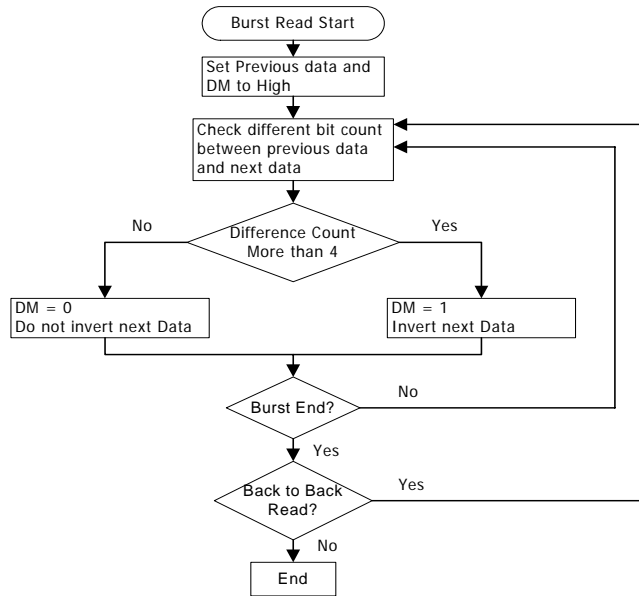 Burst Read Start
Set Previous data and
DM to High
Check different bit count
between previous data
and next data
Difference Count
More than 4
No
Yes
DM = 0
Do not invert next Data
DM = 1
Invert next Data
Burst End?
No
Yes
Back to Back
Read?
Yes
No
End